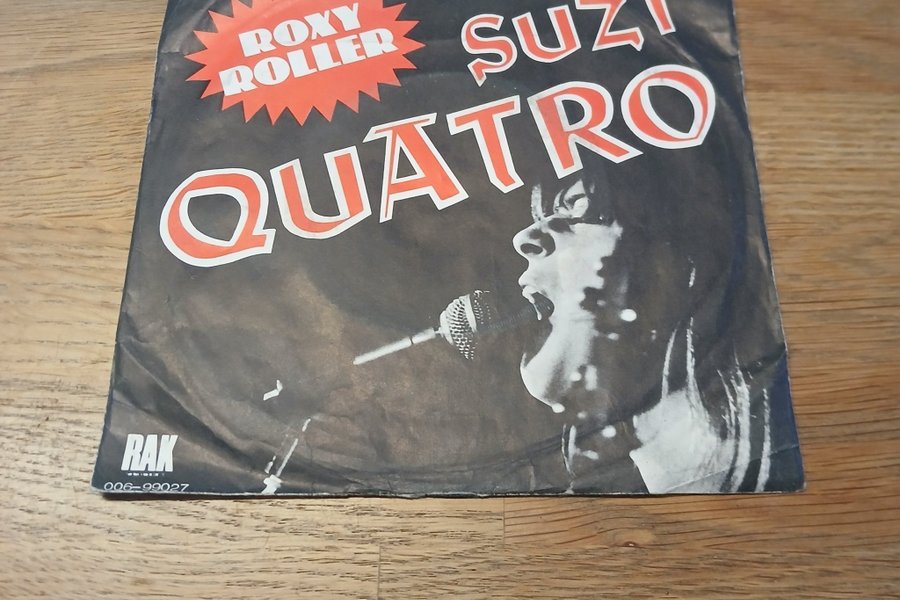 ROXY
ROLLER
SUZI
QUATRO
RAK
006-99027